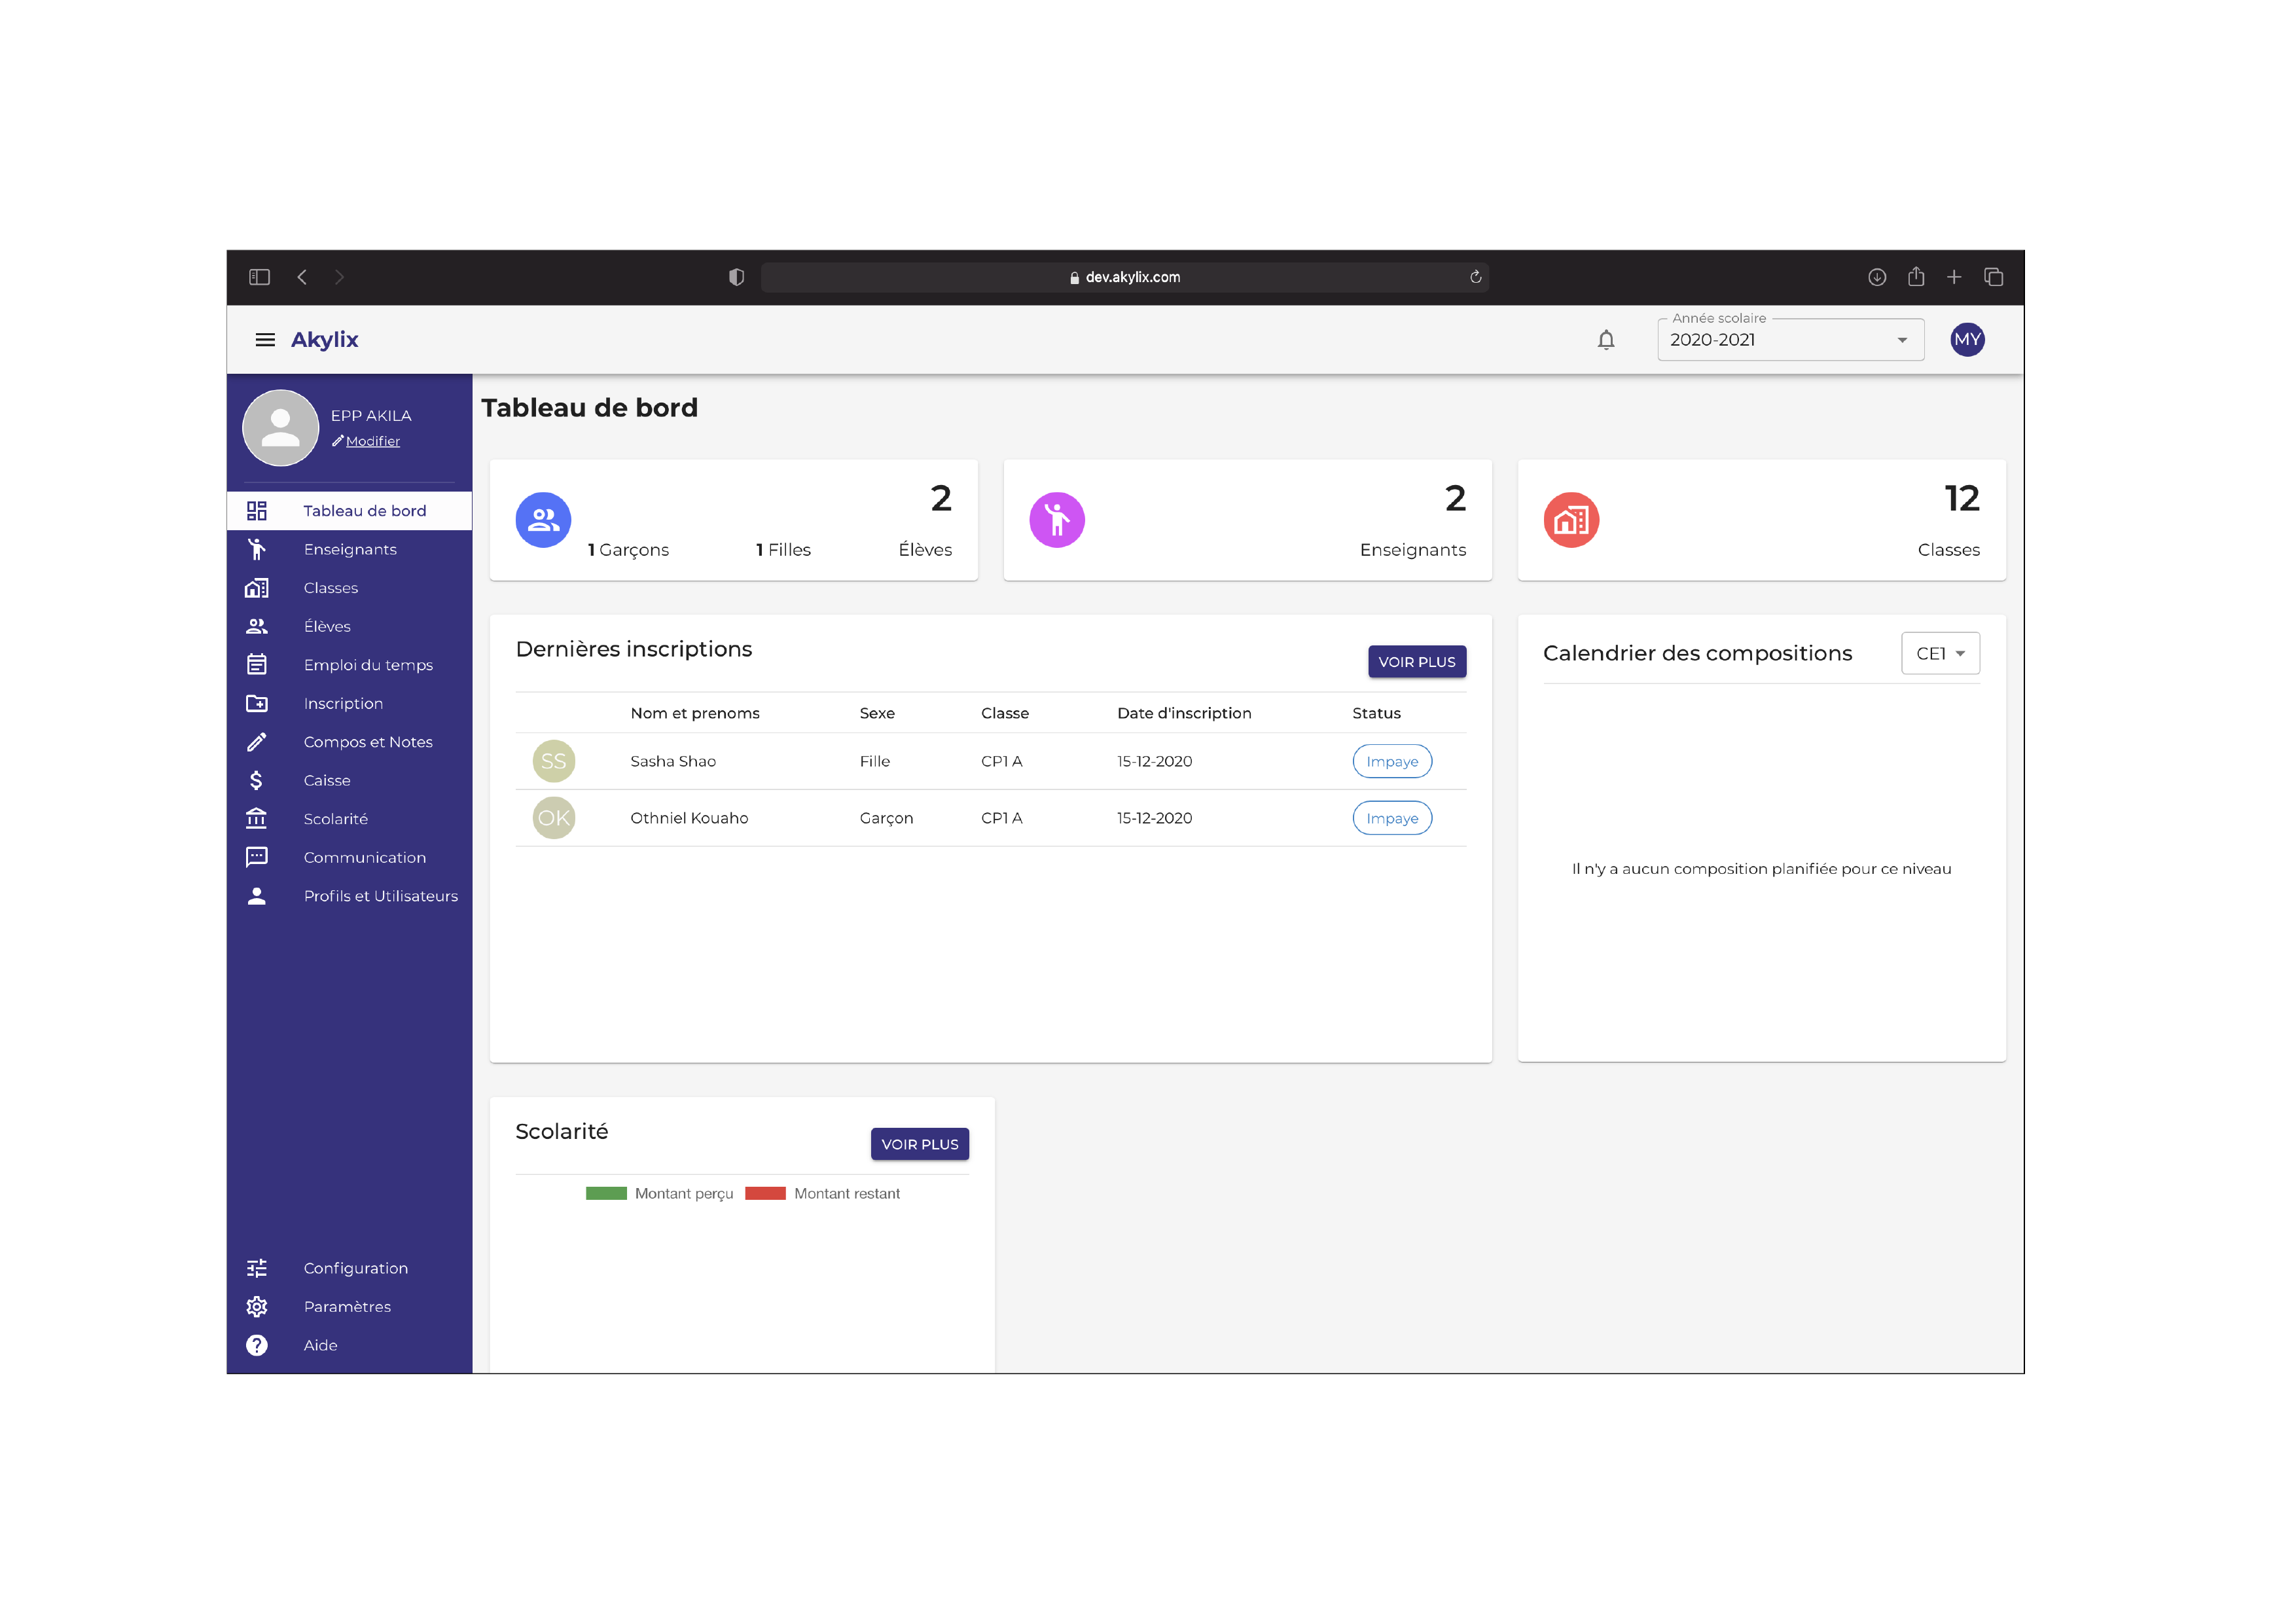 dev.akylix.com
Akylix
Année scolaire
2020-2021
MY
EPP AKILA
Modifier
Tableau de bord
Enseignants
Classes
Élèves
Emploi du temps
Inscription
Compos et Notes
Caisse
Scolarité
Communication
Profils et Utilisateurs
Configuration
Paramètres
Aide
Tableau de bord
2
1 Garçons 1 Filles Élèves
2
Enseignants
12
Classes
Dernières inscriptions
VOIR PLUS
Nom et prenoms Sexe Classe Date d'inscription Status
SS Sasha Shao Fille CP1 A 15-12-2020 Impaye
OK Othniel Kouaho Garçon CP1 A 15-12-2020 Impaye
Calendrier des compositions CE1
Il n'y a aucun composition planifiée pour ce niveau
Scolarité
VOIR PLUS
Montant perçu Montant restant